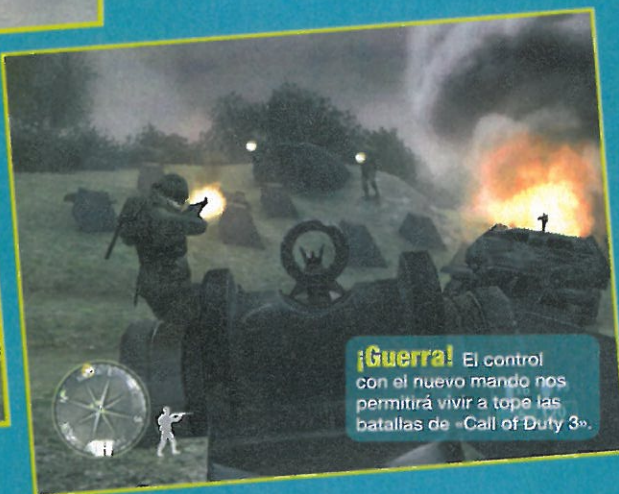 ¡Guerra! El control
con el nuevo mando nos
permitirá vivir a tope las
batallas de «Call of Duty 3».